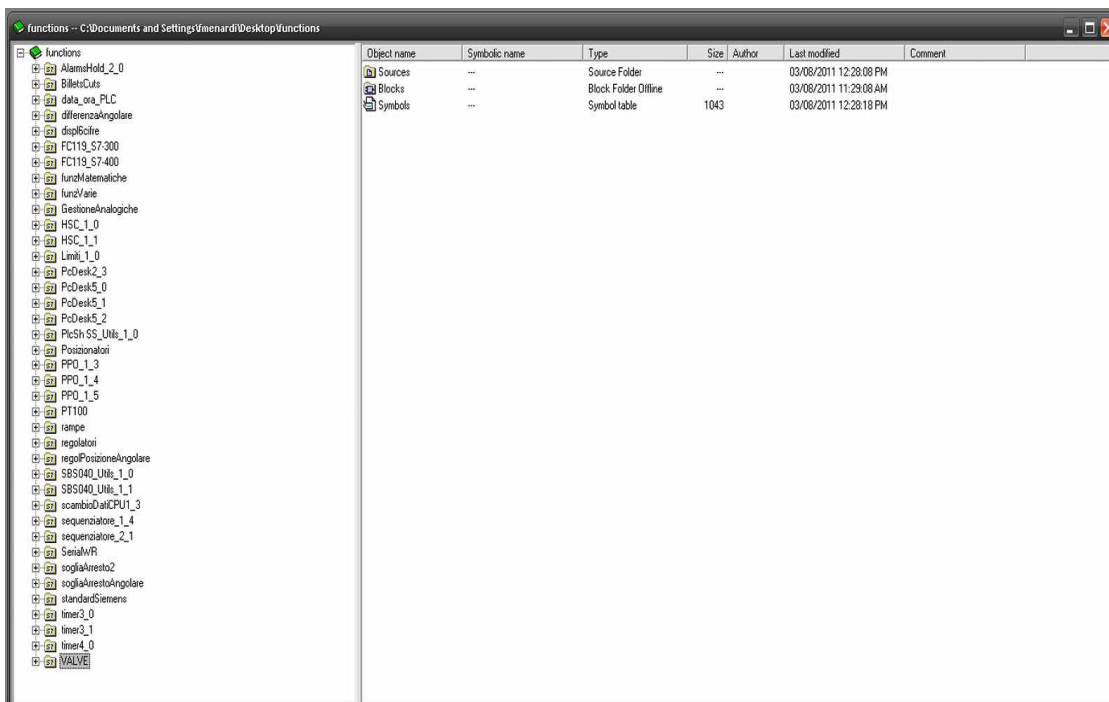 functions -- C:\Documents and Settings\fmenardi\Desktop\functions
functions
AlarmsHold_2_0
BilletsCuts
data_ora_PLC
differenzaAngolare
displ6cifre
FC119_S7-300
FC119_S7-400
funzMatematiche
funzVarie
GestioneAnalogiche
HSC_1_0
HSC_1_1
Limiti_1_0
PcDesk2_3
PcDesk5_0
PcDesk5_1
PcDesk5_2
PlcSh SS_Utils_1_0
Posizionatori
PPO_1_3
PPO_1_4
PPO_1_5
PT100
rampe
regolatori
regolPosizioneAngolare
SBS040_Utils_1_0
SBS040_Utils_1_1
scambioDatiCPU1_3
sequenziatore_1_4
sequenziatore_2_1
SerialWR
sogliaArresto2
sogliaArrestoAngolare
standardSiemens
timer3_0
timer3_1
timer4_0
VALVE
Object name Symbolic name Type Size Author Last modified Comment
Sources --- Source Folder --- 03/08/2011 12:28:08 PM
Blocks --- Block Folder Offline --- 03/08/2011 11:29:08 AM
Symbols --- Symbol table 1043 03/08/2011 12:28:18 PM